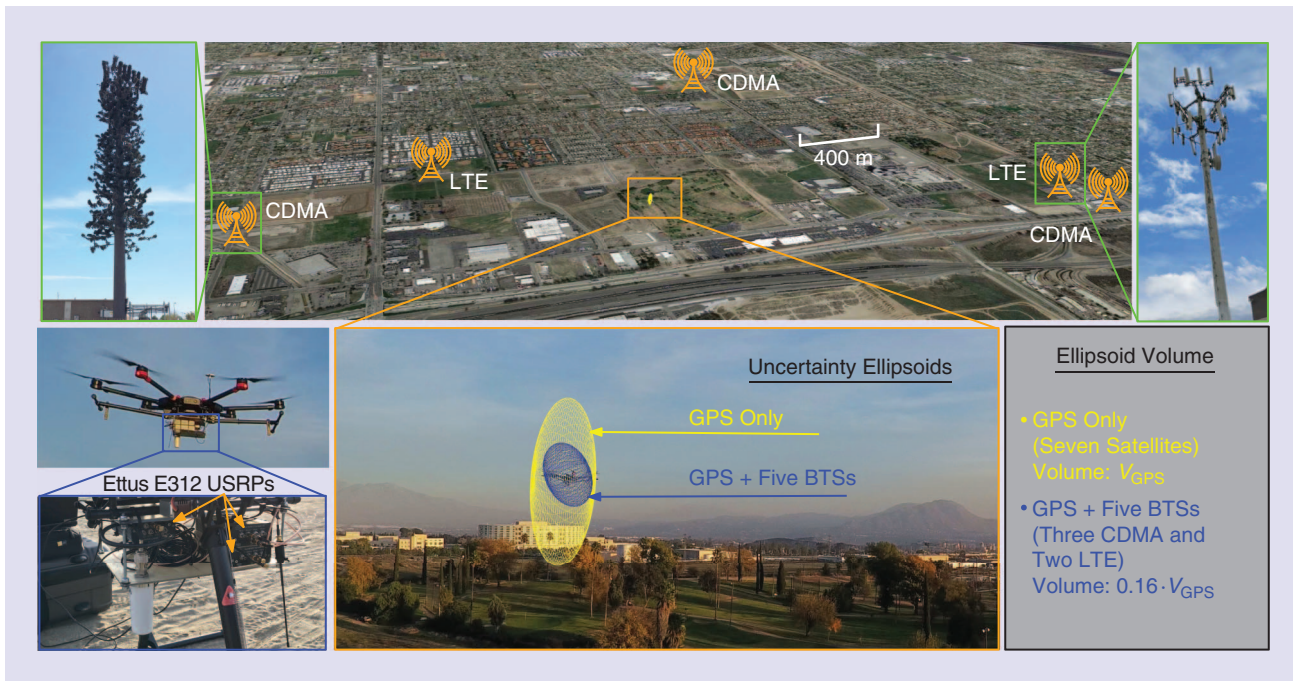 CDMA
400 m
LTE
LTE
CDMA
CDMA
Uncertainty Ellipsoids
GPS Only
GPS + Five BTSs
Ettus E312 USRPs
Ellipsoid Volume
• GPS Only
(Seven Satellites)
Volume: V_GPS
• GPS + Five BTSs
(Three CDMA and
Two LTE)
Volume: 0.16·V_GPS